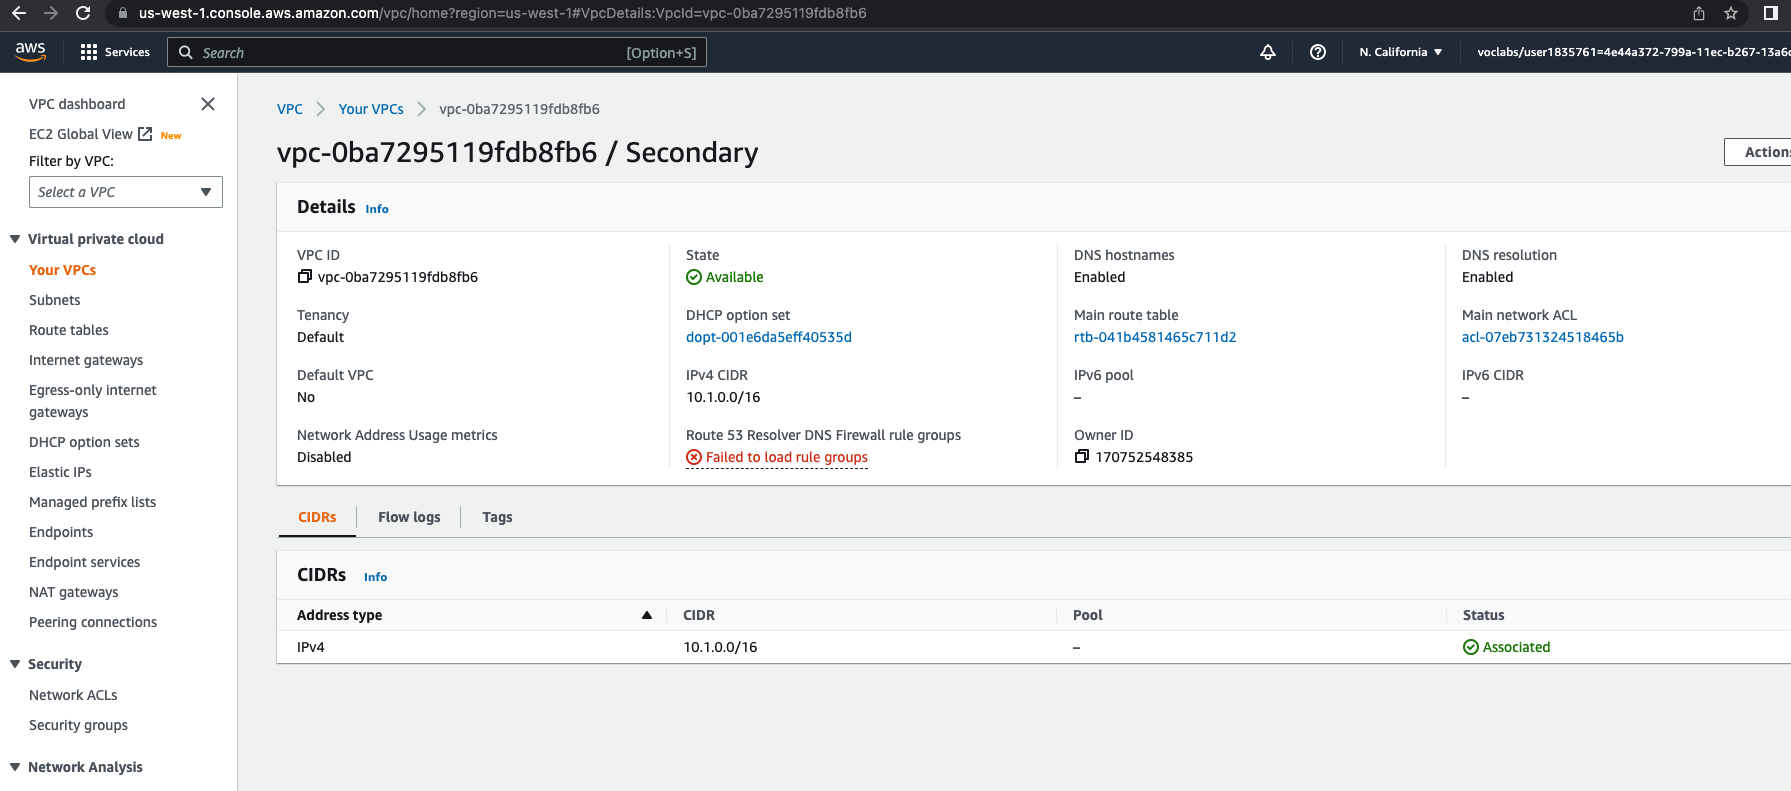 us-west-1.console.aws.amazon.com/vpc/home?region=us-west-1#VpcDetails:VpcId=vpc-0ba7295119fdb8fb6
aws Services Search [Option+S] N. California voclabs/user1835761=4e44a372-799a-11ec-b267-13a6
VPC dashboard
EC2 Global View New
Filter by VPC:
Select a VPC
Virtual private cloud
Your VPCs
Subnets
Route tables
Internet gateways
Egress-only internet
gateways
DHCP option sets
Elastic IPs
Managed prefix lists
Endpoints
Endpoint services
NAT gateways
Peering connections
Security
Network ACLs
Security groups
Network Analysis
VPC Your VPCs vpc-0ba7295119fdb8fb6
vpc-0ba7295119fdb8fb6 / Secondary
Actions
Details Info
VPC ID
vpc-0ba7295119fdb8fb6
State
Available
DNS hostnames
Enabled
DNS resolution
Enabled
Tenancy
Default
DHCP option set
dopt-001e6da5eff40535d
Main route table
rtb-041b4581465c711d2
Main network ACL
acl-07eb731324518465b
Default VPC
No
IPv4 CIDR
10.1.0.0/16
IPv6 pool
–
IPv6 CIDR
–
Network Address Usage metrics
Disabled
Route 53 Resolver DNS Firewall rule groups
Failed to load rule groups
Owner ID
170752548385
CIDRs Flow logs Tags
CIDRs Info
Address type CIDR Pool Status
IPv4 10.1.0.0/16 – Associated